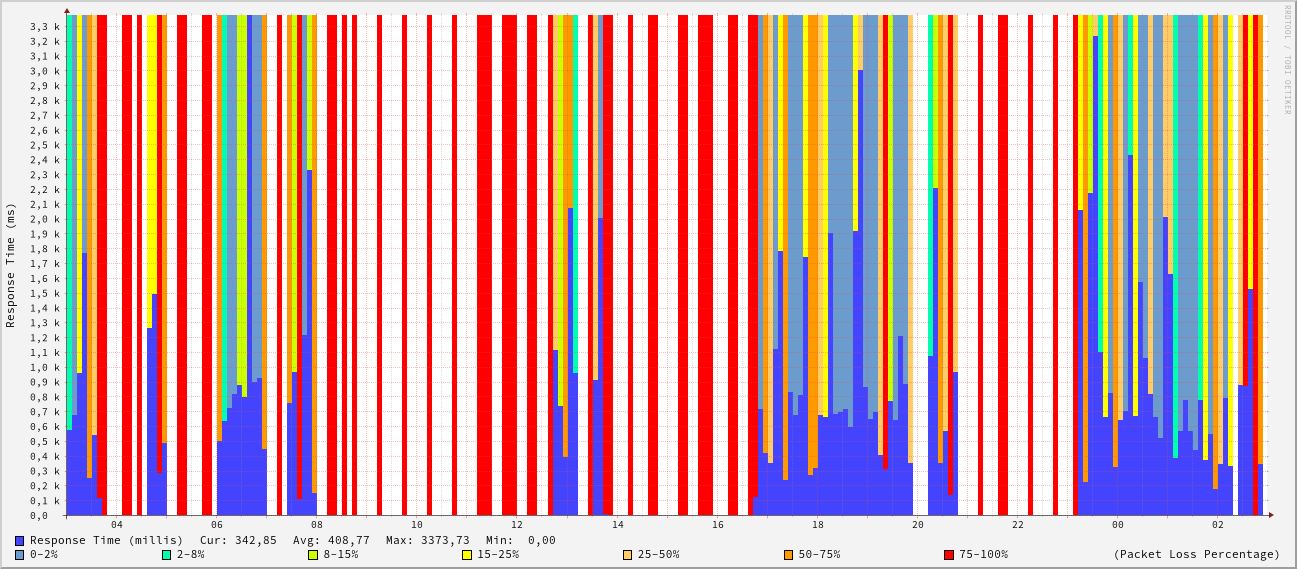 RRDTOOL / TOBI OETIKER
Response Time (ms)
3,3 k
3,2 k
3,1 k
3,0 k
2,9 k
2,8 k
2,7 k
2,6 k
2,5 k
2,4 k
2,3 k
2,2 k
2,1 k
2,0 k
1,9 k
1,8 k
1,7 k
1,6 k
1,5 k
1,4 k
1,3 k
1,2 k
1,1 k
1,0 k
0,9 k
0,8 k
0,7 k
0,6 k
0,5 k
0,4 k
0,3 k
0,2 k
0,1 k
0,0
04 06 08 10 12 14 16 18 20 22 00 02
Response Time (millis) Cur: 342,85 Avg: 408,77 Max: 3373,73 Min: 0,00
0-2% 2-8% 8-15% 15-25% 25-50% 50-75% 75-100% (Packet Loss Percentage)